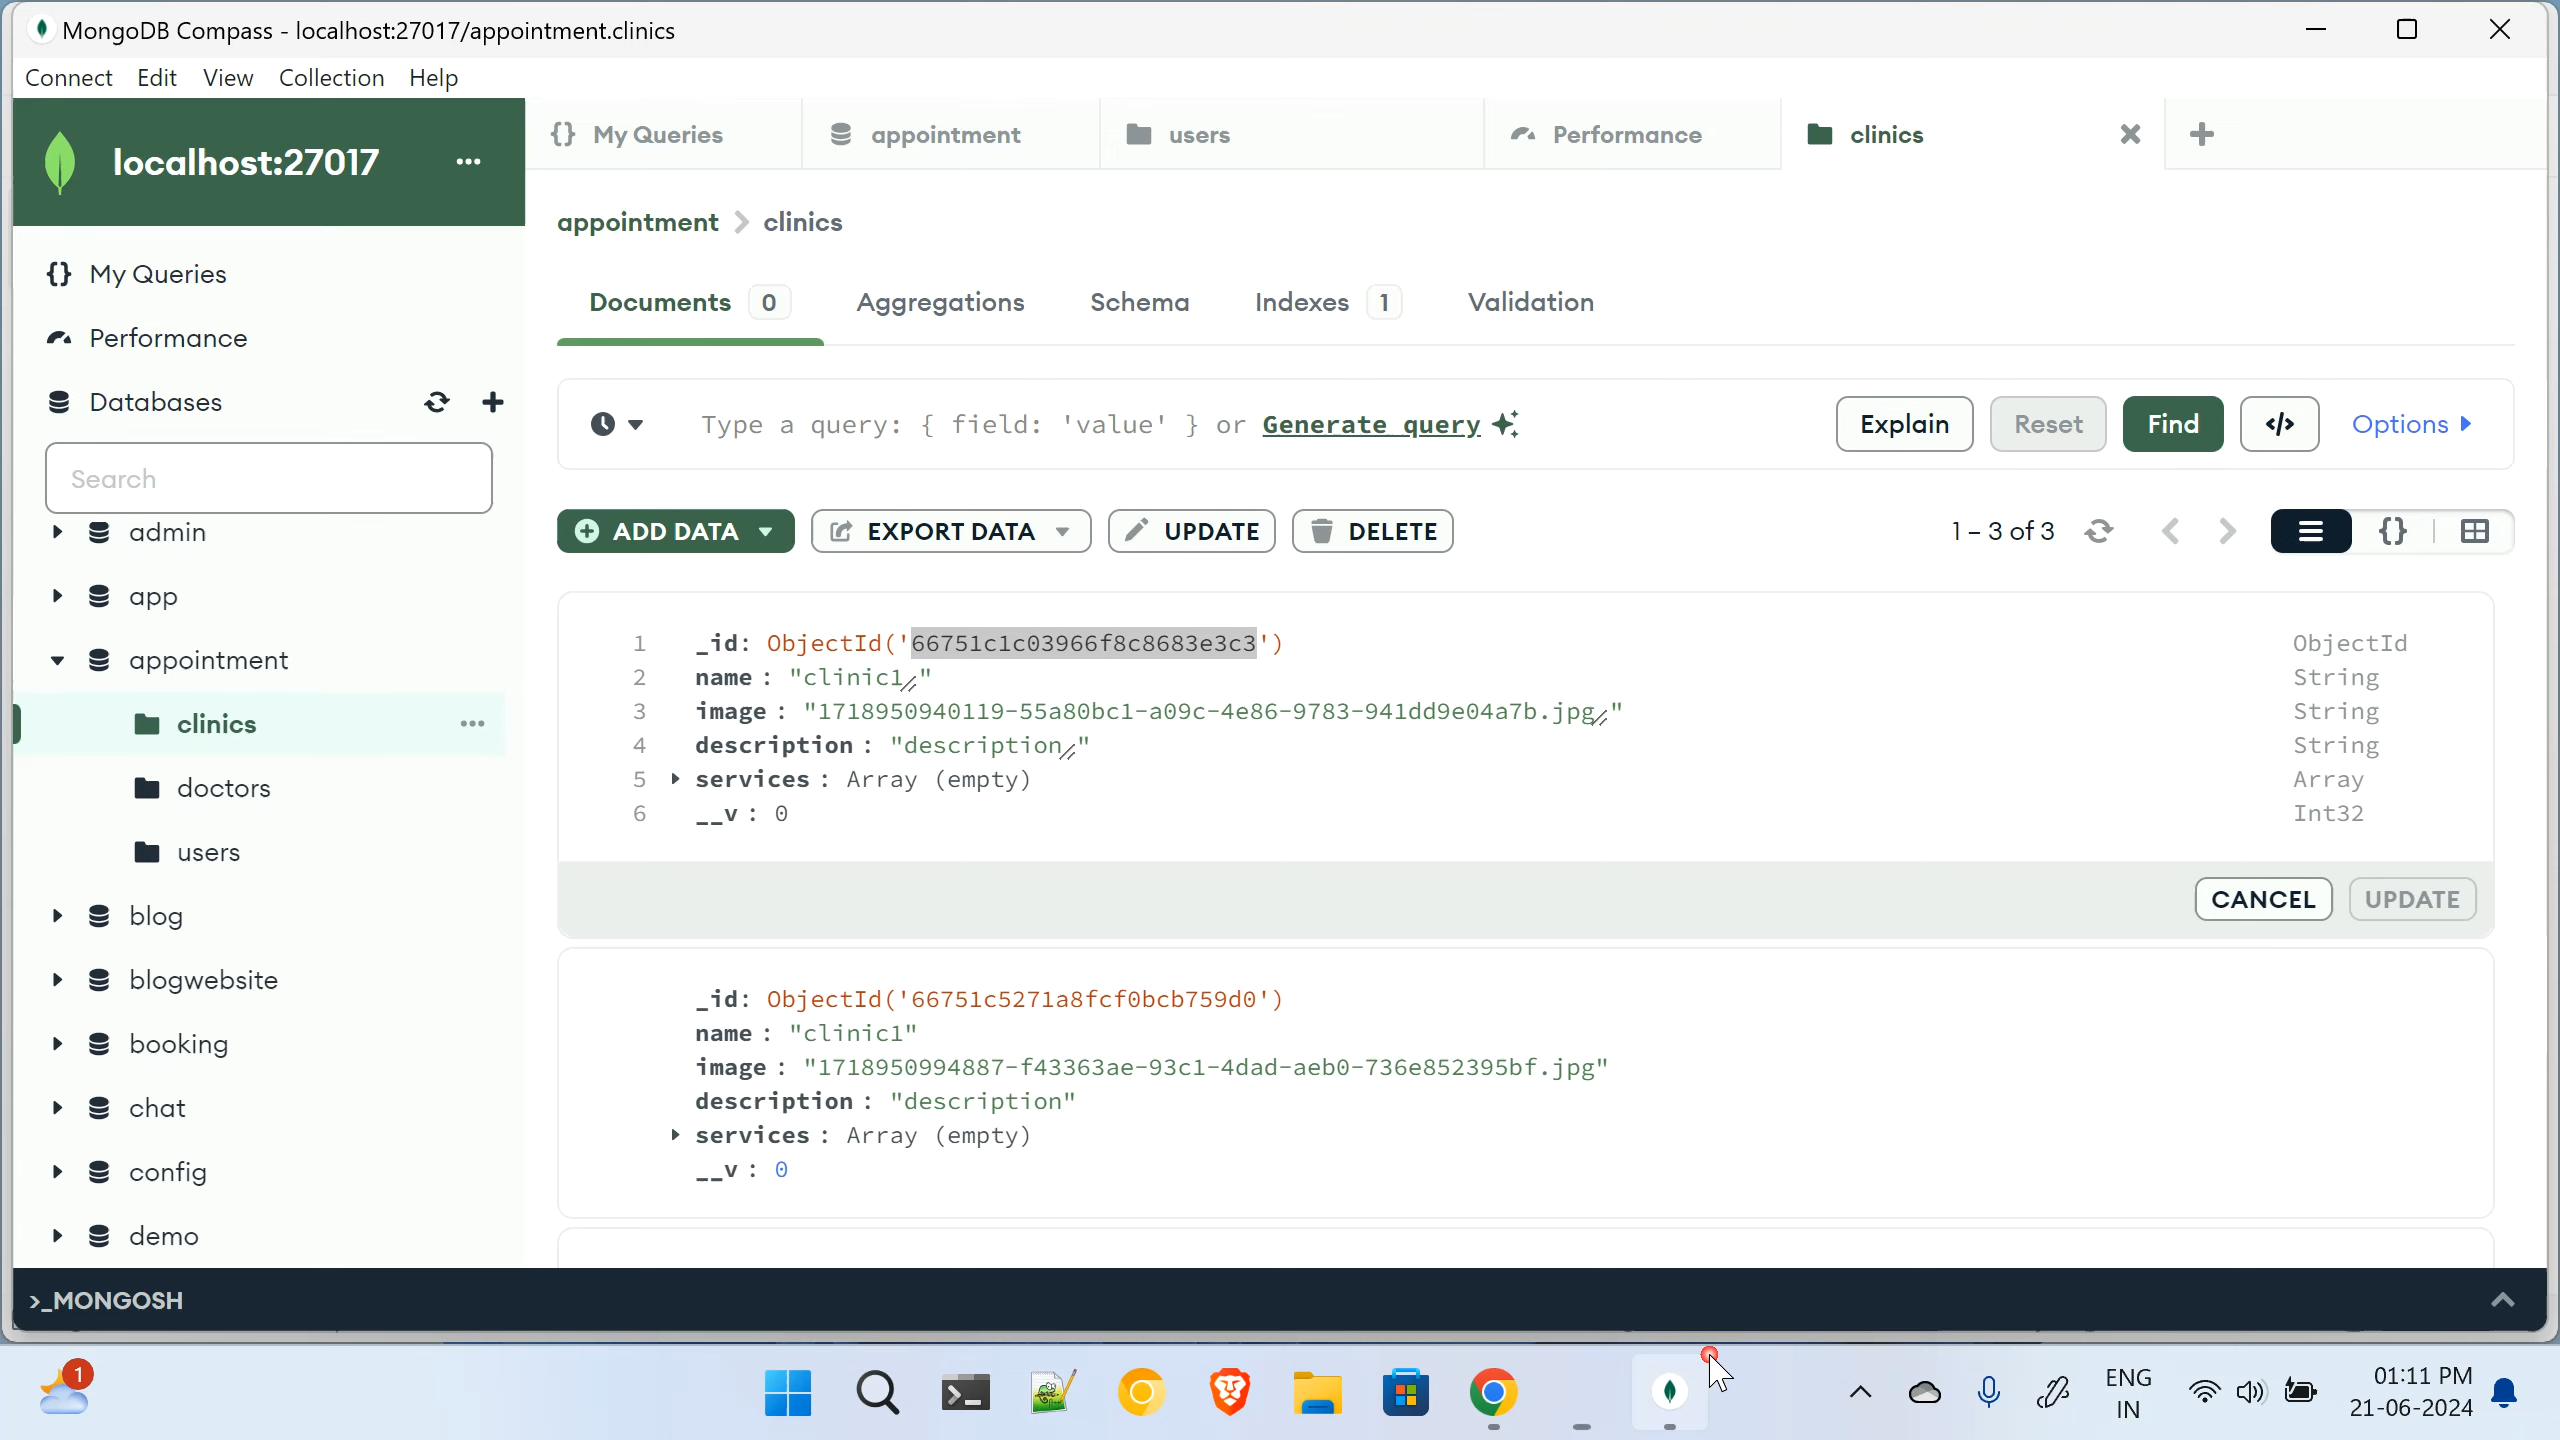 MongoDB Compass - localhost:27017/appointment.clinics
Connect Edit View Collection Help
localhost:27017 ...
{} My Queries appointment users Performance clinics
My Queries
Performance
Databases
Search
admin
app
appointment
clinics ...
doctors
users
blog
blogwebsite
booking
chat
config
demo
appointment > clinics
Documents 0 Aggregations Schema Indexes 1 Validation
Type a query: { field: 'value' } or Generate query
Explain Reset Find </> Options
ADD DATA EXPORT DATA UPDATE DELETE
1 – 3 of 3 {}
1 _id: ObjectId('66751c1c03966f8c8683e3c3') ObjectId
2 name : "clinic1" String
3 image : "1718950940119-55a80bc1-a09c-4e86-9783-941dd9e04a7b.jpg" String
4 description : "description" String
5 services : Array (empty) Array
6 __v : 0 Int32
CANCEL UPDATE
_id: ObjectId('66751c5271a8fcf0bcb759d0')
name : "clinic1"
image : "1718950994887-f43363ae-93c1-4dad-aeb0-736e852395bf.jpg"
description : "description"
services : Array (empty)
__v : 0
>_MONGOSH
1
ENG
IN
01:11 PM
21-06-2024